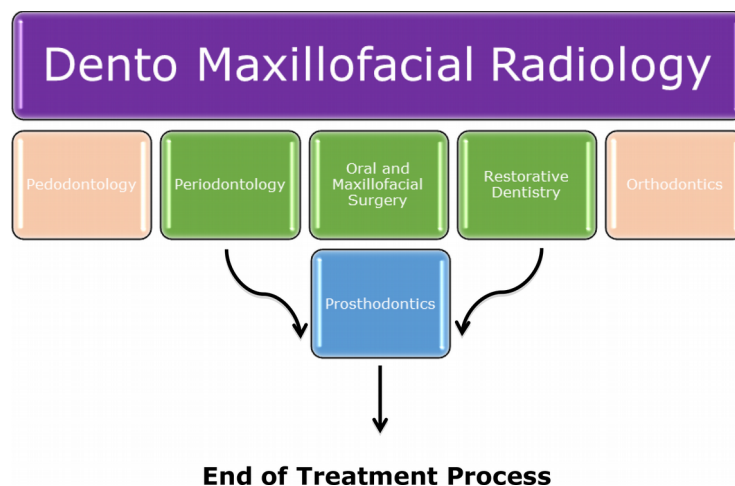 Dento Maxillofacial Radiology
Pedodontology
Periodontology
Oral and
Maxillofacial
Surgery
Restorative
Dentistry
Orthodontics
Prosthodontics
End of Treatment Process